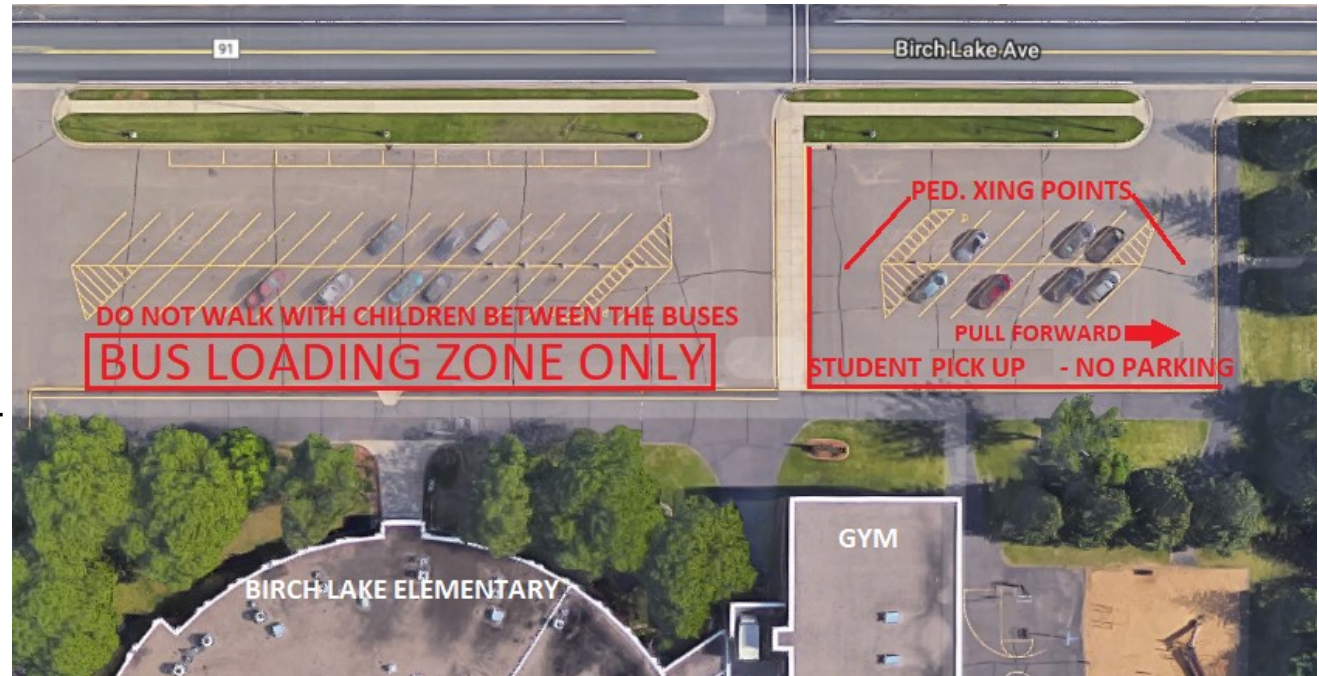 91
Birch Lake Ave
PED. XING POINTS
DO NOT WALK WITH CHILDREN BETWEEN THE BUSES
BUS LOADING ZONE ONLY
PULL FORWARD
STUDENT PICK UP - NO PARKING
GYM
BIRCH LAKE ELEMENTARY